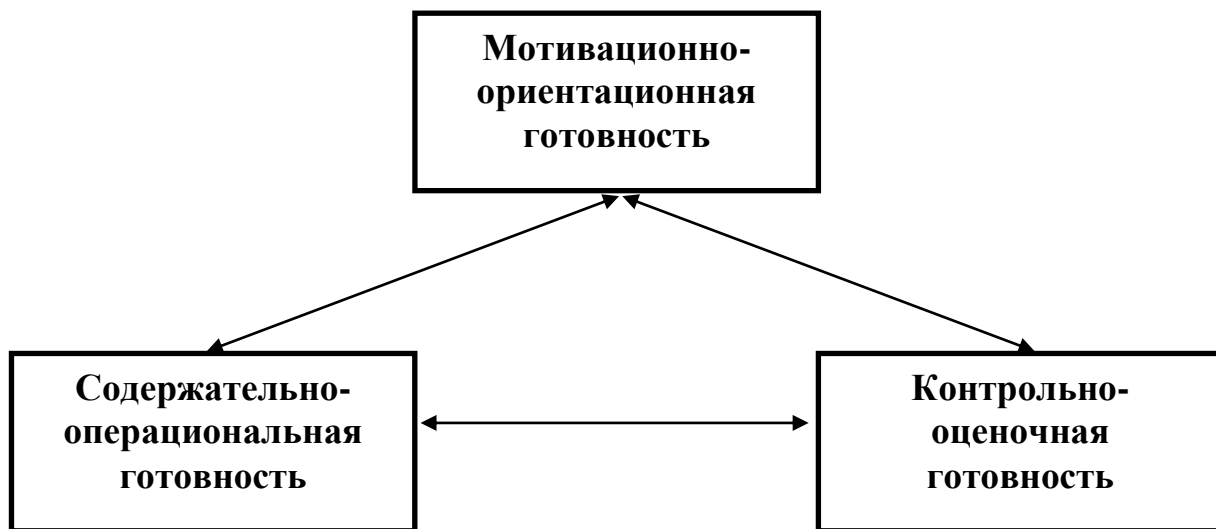 Мотивационно-
ориентационная
готовность
Содержательно-
операциональная
готовность
Контрольно-
оценочная
готовность